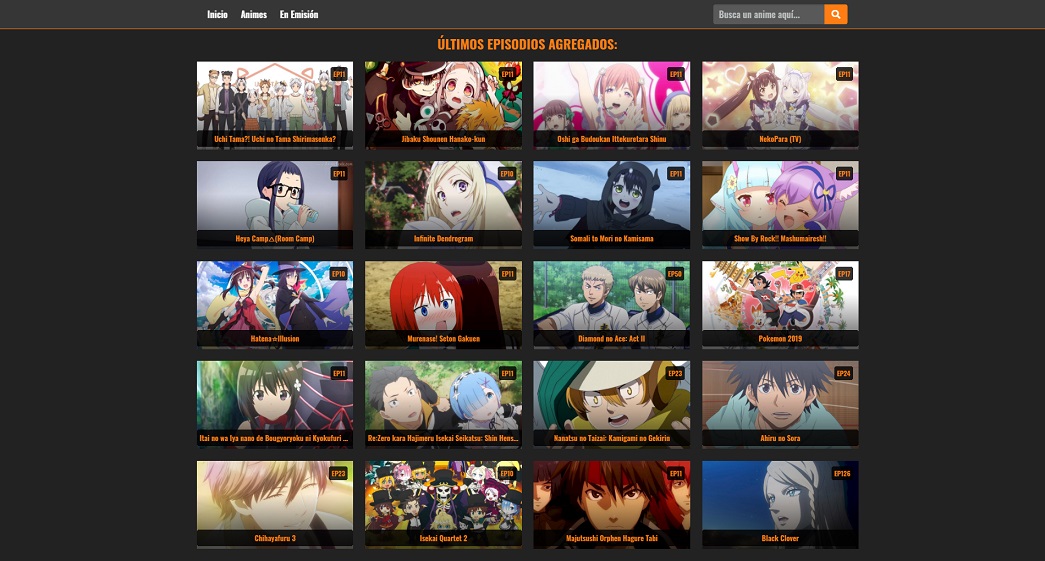 Inicio Animes En Emisión Busca un anime aquí...
ÚLTIMOS EPISODIOS AGREGADOS:
EP11 EP11 EP11 EP11
Uchi Tama?! Uchi no Tama Shirimasenka? Jibaku Shounen Hanako-kun Oshi ga Budoukan Ittekuretara Shinu NekoPara (TV)
EP11 EP10 EP11 EP11
Heya Camp△(Room Camp) Infinite Dendrogram Somali to Mori no Kamisama Show By Rock!! Mashumairesh!!
EP10 EP11 EP50 EP17
Hatena☆Illusion Murenase! Seton Gakuen Diamond no Ace: Act II Pokemon 2019
EP11 EP11 EP23 EP24
Itai no wa Iya nano de Bougyoryoku ni Kyokufuri ... Re:Zero kara Hajimeru Isekai Seikatsu: Shin Hens... Nanatsu no Taizai: Kamigami no Gekirin Ahiru no Sora
EP23 EP10 EP11 EP126
Chihayafuru 3 Isekai Quartet 2 Majutsushi Orphen Hagure Tabi Black Clover